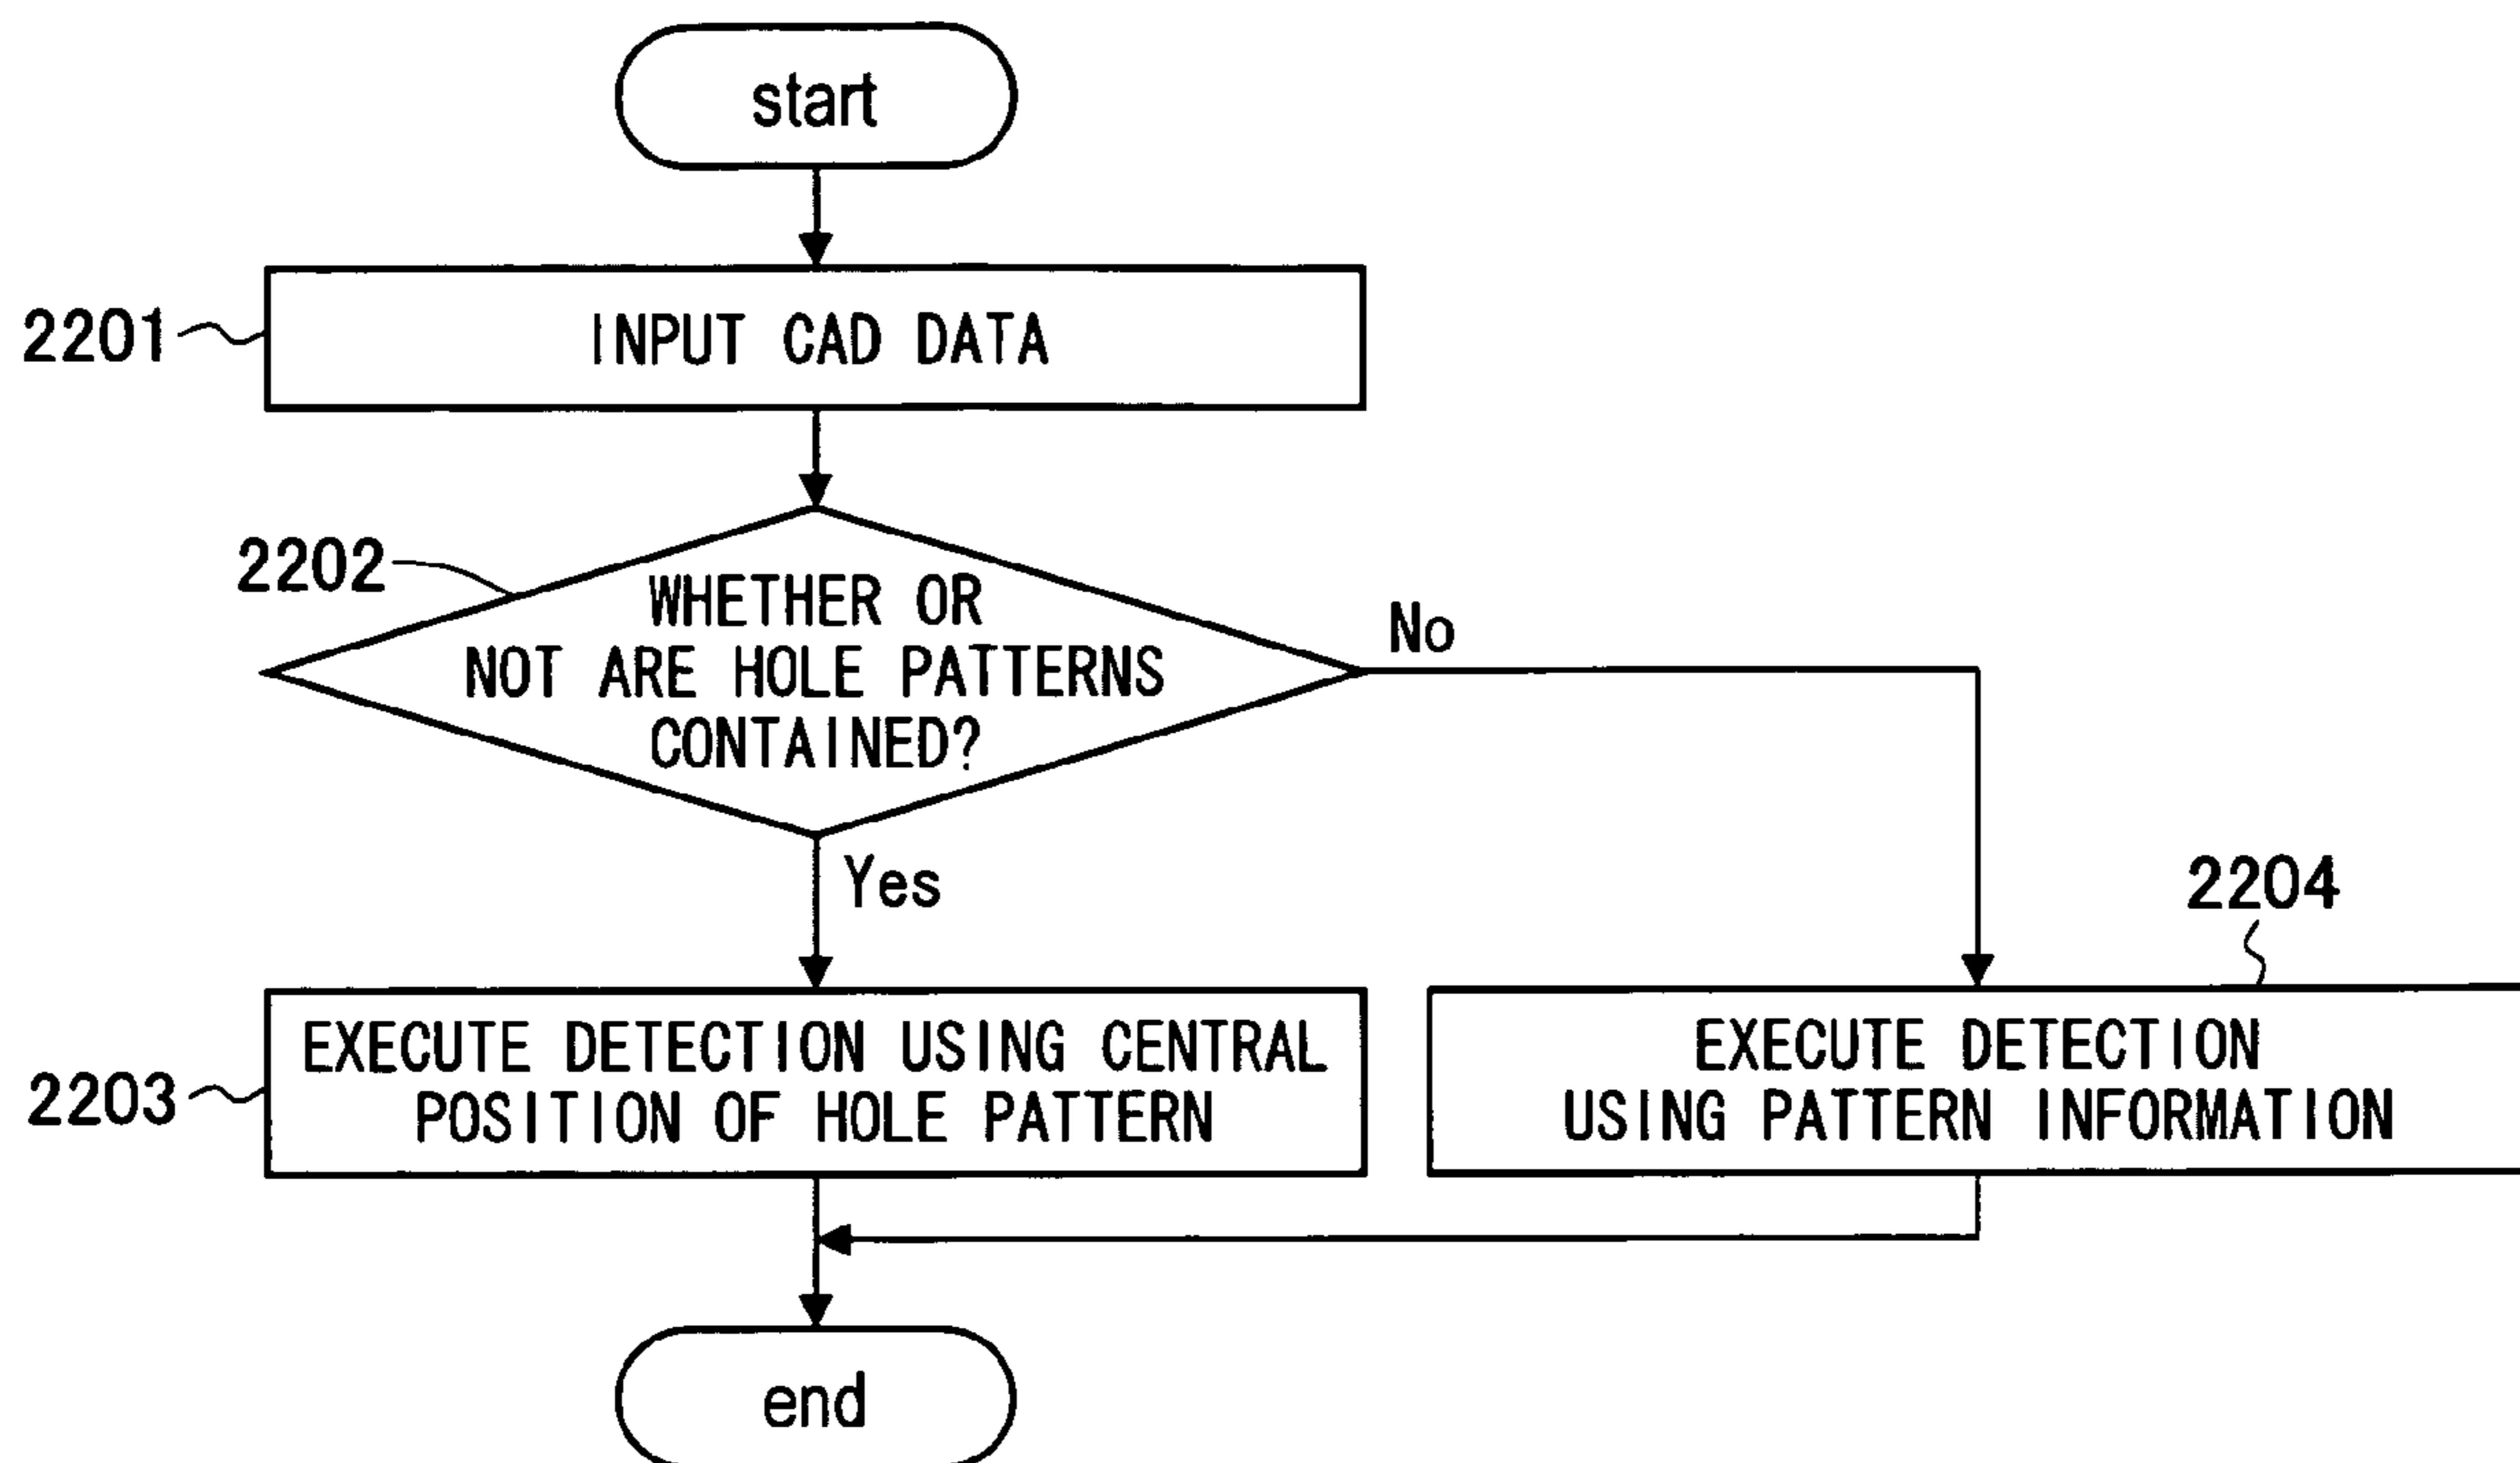 start
2201
INPUT CAD DATA
2202
WHETHER OR
NOT ARE HOLE PATTERNS
CONTAINED?
No
Yes
2204
2203
EXECUTE DETECTION USING CENTRAL
POSITION OF HOLE PATTERN
EXECUTE DETECTION
USING PATTERN INFORMATION
end